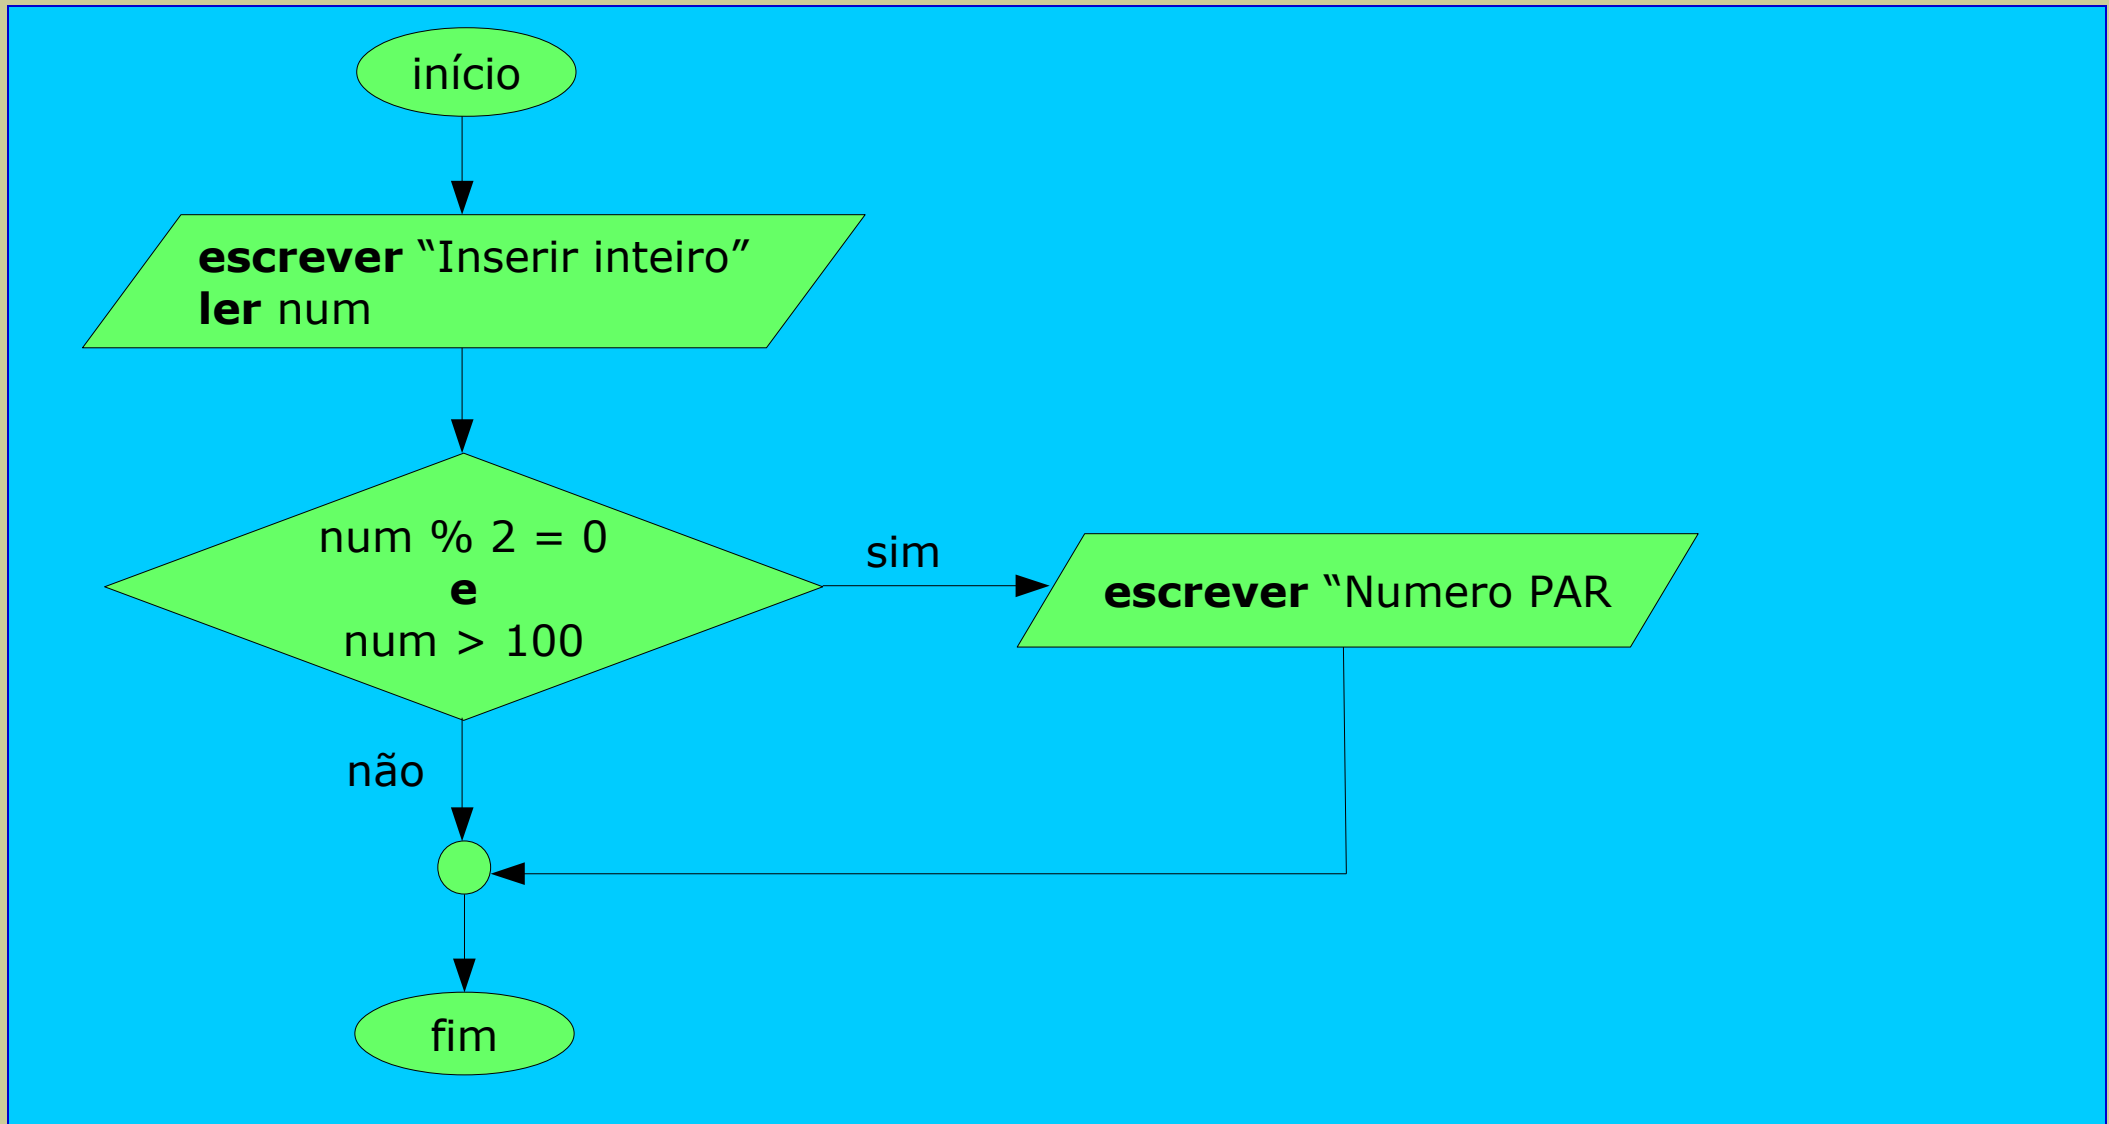 início
escrever “Inserir inteiro”
ler num
num % 2 = 0
e
num > 100
sim
escrever “Numero PAR
não
fim